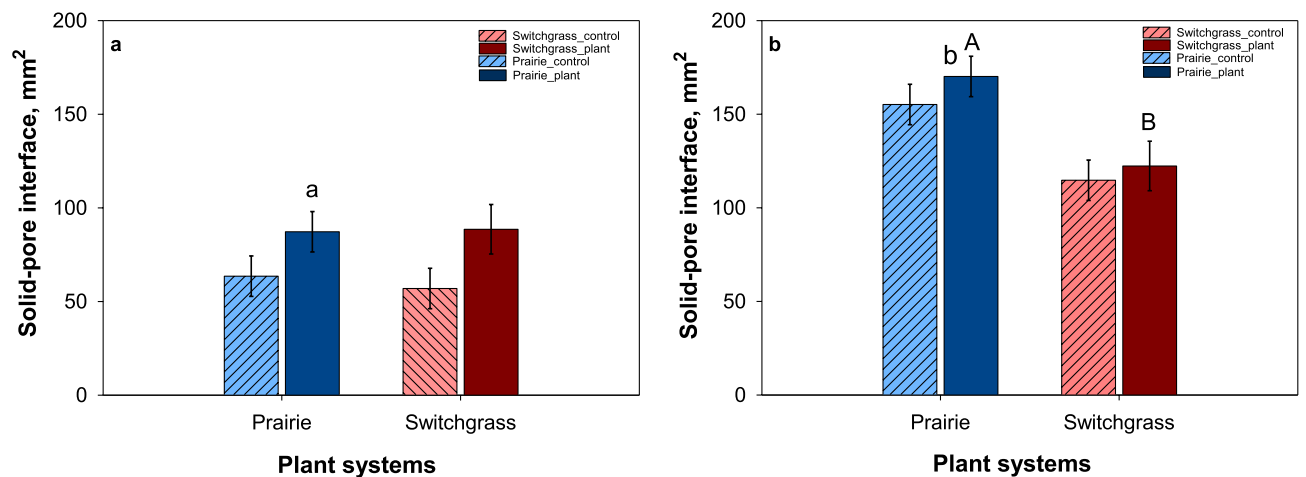 a
Switchgrass_control
Switchgrass_plant
Prairie_control
Prairie_plant
200
150
100
50
0
Solid-pore interface, mm2
a
Prairie
Switchgrass
Plant systems
b
Switchgrass_control
Switchgrass_plant
Prairie_control
Prairie_plant
200
150
100
50
0
Solid-pore interface, mm2
b
A
B
Prairie
Switchgrass
Plant systems